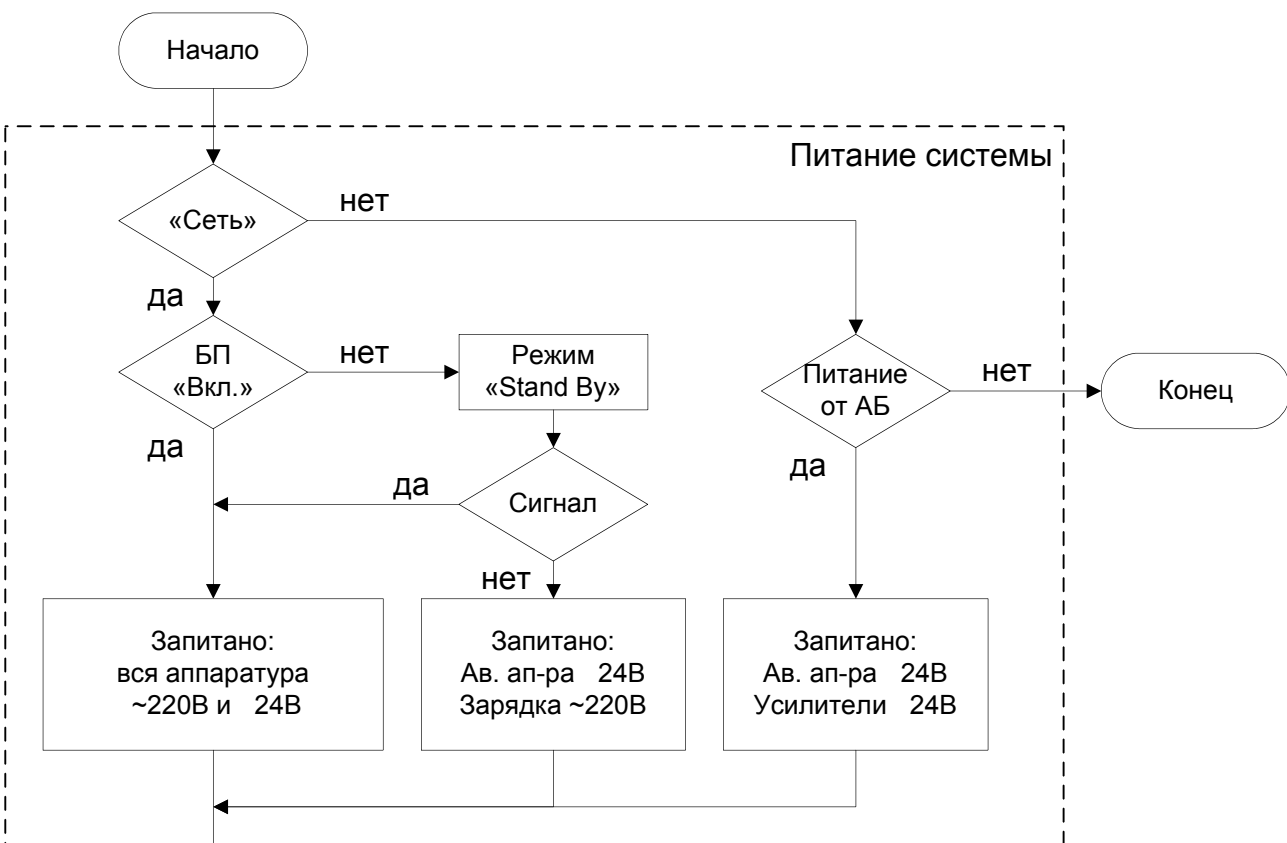 Начало
Питание системы
«Сеть»
нет
да
БП
«Вкл.»
нет
Режим
«Stand By»
Питание
от АБ
нет
Конец
да
да
Сигнал
да
нет
Запитано:
вся аппаратура
~220В и 24В
Запитано:
Ав. ап-ра 24В
Зарядка ~220В
Запитано:
Ав. ап-ра 24В
Усилители 24В